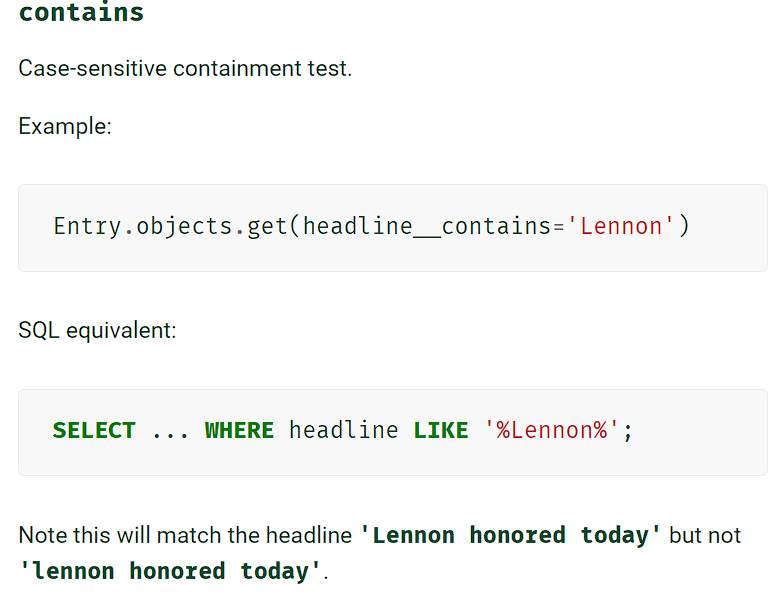 contains
Case-sensitive containment test.
Example:
Entry.objects.get(headline__contains='Lennon')
SQL equivalent:
SELECT ... WHERE headline LIKE '%Lennon%';
Note this will match the headline 'Lennon honored today' but not
'lennon honored today'.